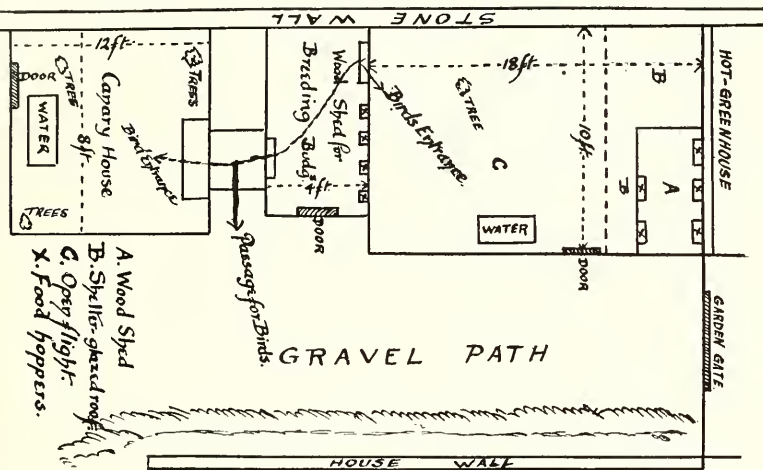 STONE WALL
12ft.
DOOR
TREE
TREES
WATER
8ft
Canary House
Bird Entrance
TREES
Wood Shed for
Breeding Budgs
4ft
DOOR
Birds Entrance
18ft.
TREE
C
10ft
WATER
DOOR
B
A
B
X
X
X
X
X
HOT-GREENHOUSE
GARDEN GATE
Passage for Birds.
A. Wood Shed
B. Shelter-glazed roof
C. Open flight.
X. Food hoppers.
GRAVEL PATH
HOUSE WALL